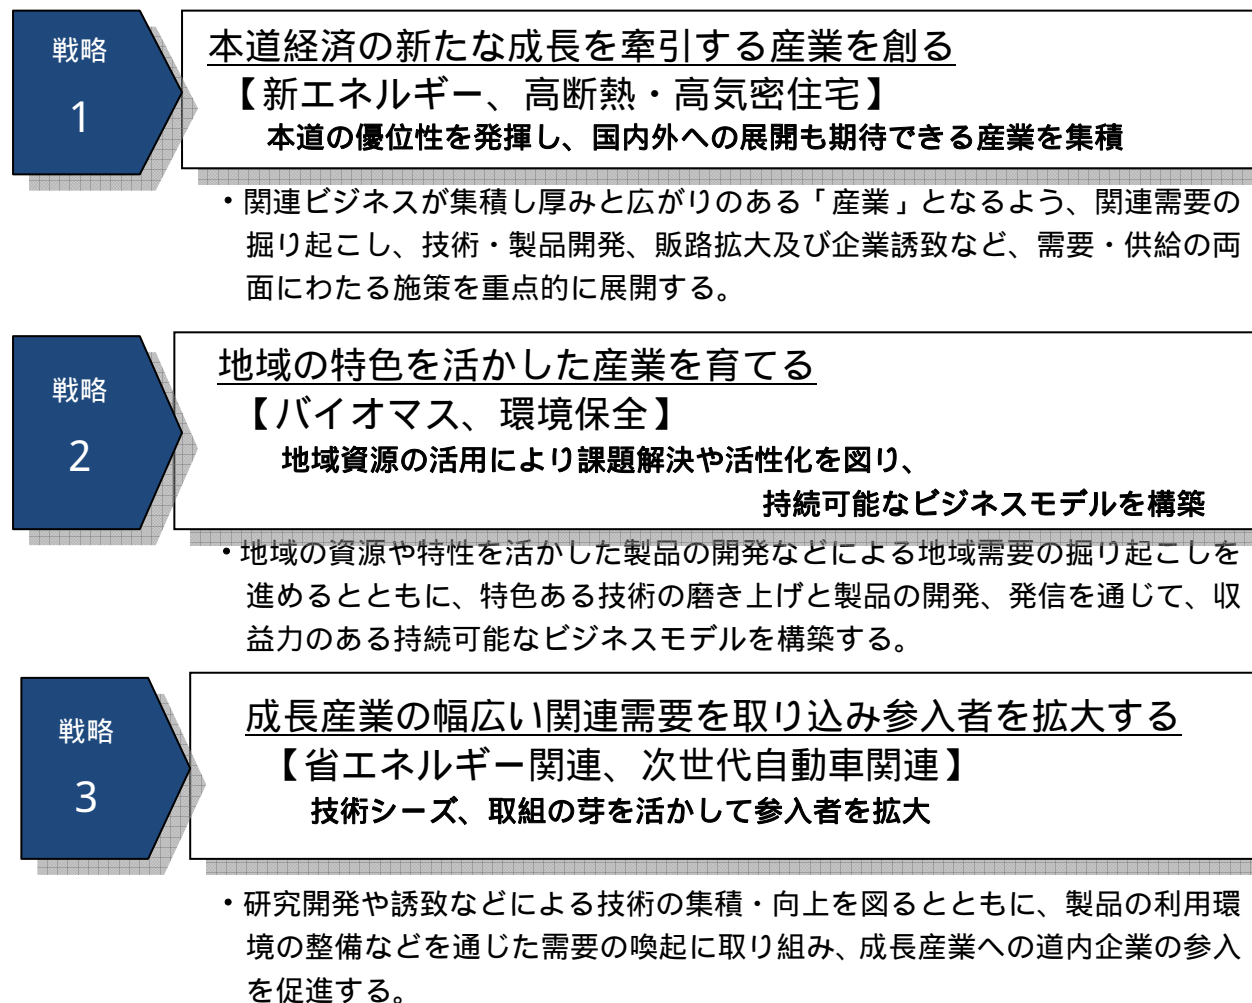 戦略
1
本道経済の新たな成長を牽引する産業を創る
【新エネルギー、高断熱・高気密住宅】
本道の優位性を発揮し、国内外への展開も期待できる産業を集積
・関連ビジネスが集積し厚みと広がりのある「産業」となるよう、関連需要の
掘り起こし、技術・製品開発、販路拡大及び企業誘致など、需要・供給の両
面にわたる施策を重点的に展開する。
戦略
2
地域の特色を活かした産業を育てる
【バイオマス、環境保全】
地域資源の活用により課題解決や活性化を図り、
持続可能なビジネスモデルを構築
・地域の資源や特性を活かした製品の開発などによる地域需要の掘り起こしを
進めるとともに、特色ある技術の磨き上げと製品の開発、発信を通じて、収
益力のある持続可能なビジネスモデルを構築する。
戦略
3
成長産業の幅広い関連需要を取り込み参入者を拡大する
【省エネルギー関連、次世代自動車関連】
技術シーズ、取組の芽を活かして参入者を拡大
・研究開発や誘致などによる技術の集積・向上を図るとともに、製品の利用環
境の整備などを通じた需要の喚起に取り組み、成長産業への道内企業の参入
を促進する。